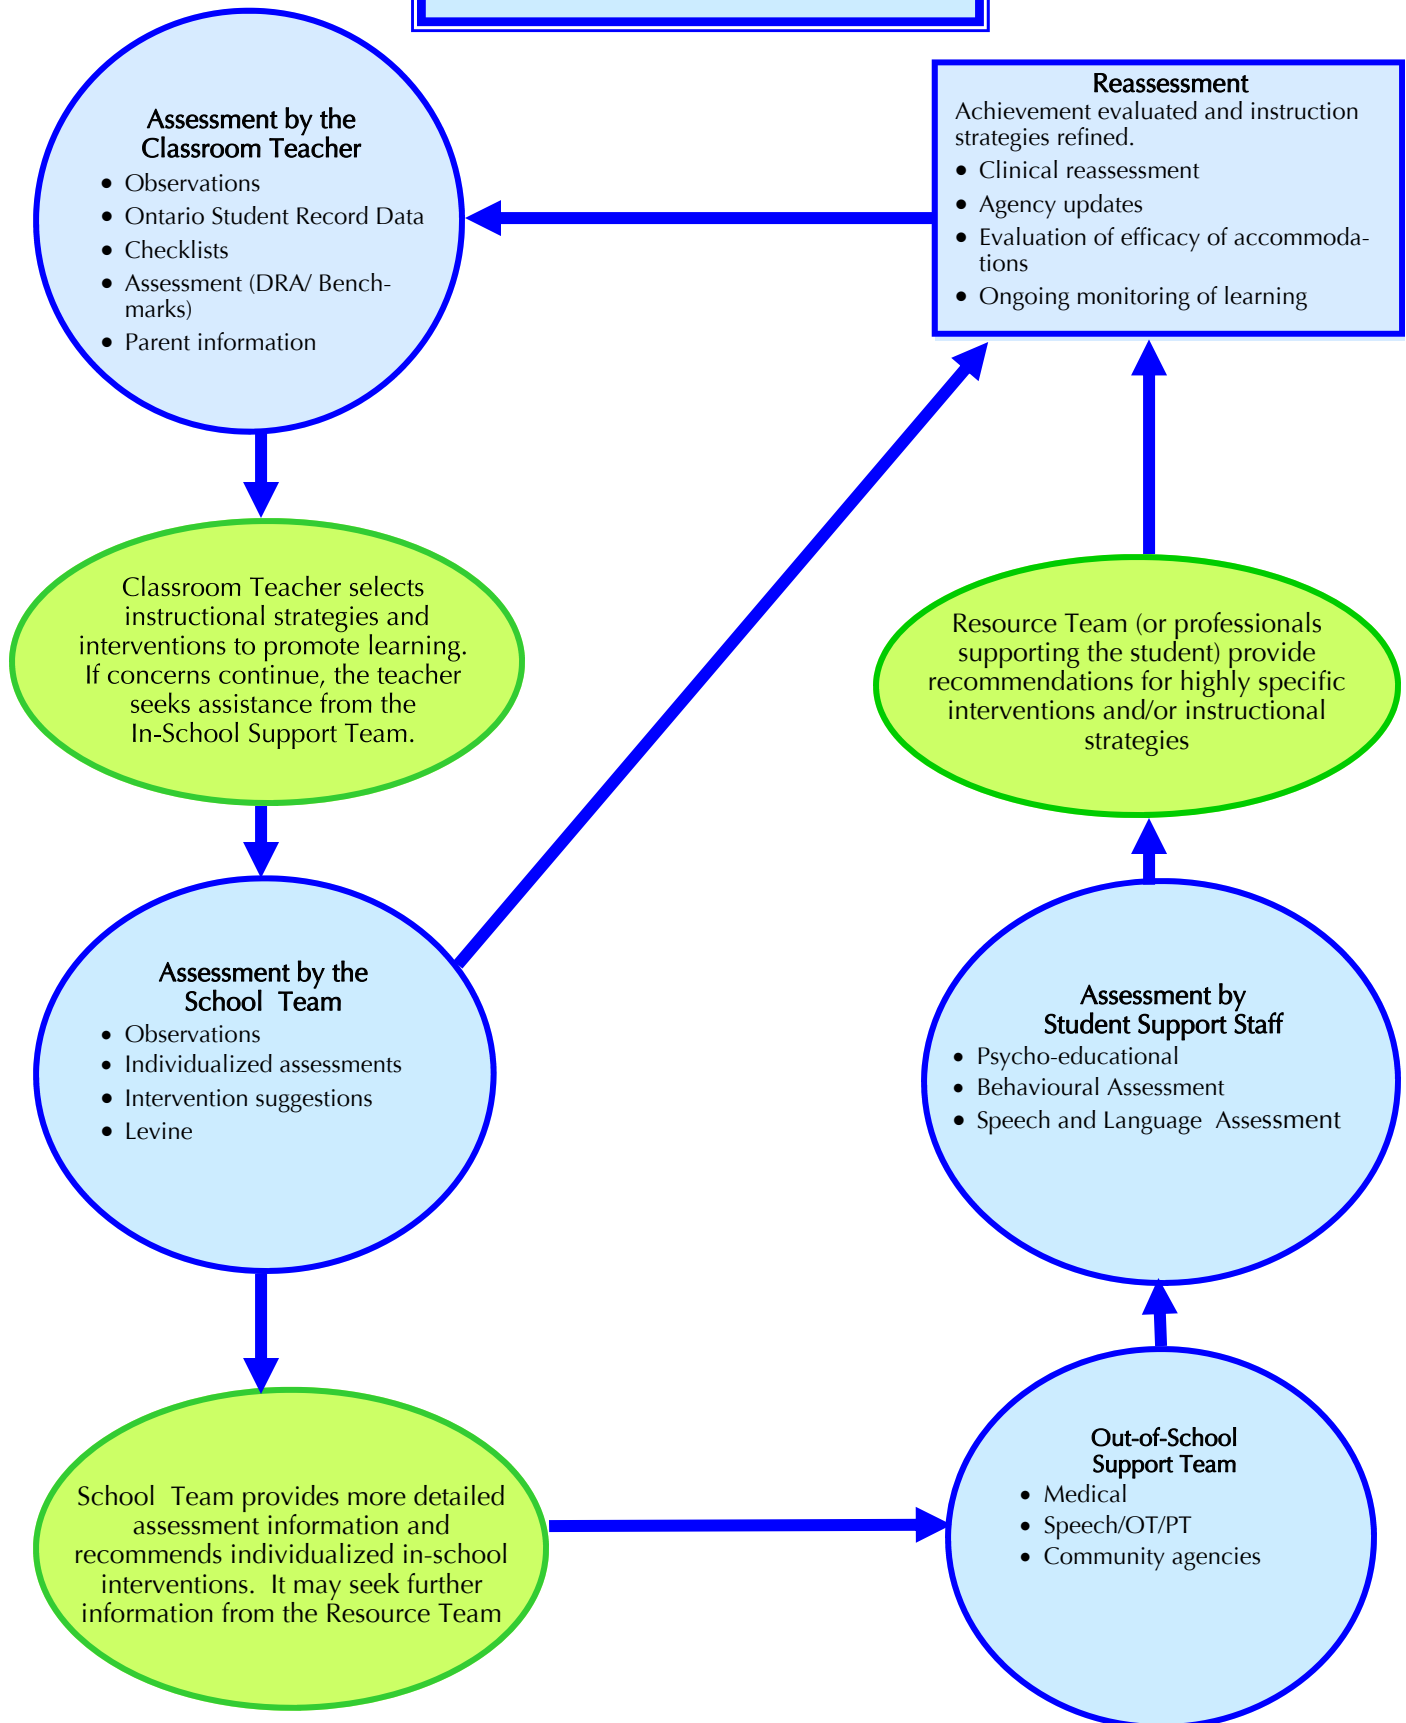 Assessment by the
Classroom Teacher
• Observations
• Ontario Student Record Data
• Checklists
• Assessment (DRA/ Bench-
marks)
• Parent information
Reassessment
Achievement evaluated and instruction
strategies refined.
• Clinical reassessment
• Agency updates
• Evaluation of efficacy of accommoda-
tions
• Ongoing monitoring of learning
Classroom Teacher selects
instructional strategies and
interventions to promote learning.
If concerns continue, the teacher
seeks assistance from the
In-School Support Team.
Resource Team (or professionals
supporting the student) provide
recommendations for highly specific
interventions and/or instructional
strategies
Assessment by the
School Team
• Observations
• Individualized assessments
• Intervention suggestions
• Levine
Assessment by
Student Support Staff
• Psycho-educational
• Behavioural Assessment
• Speech and Language Assessment
School Team provides more detailed
assessment information and
recommends individualized in-school
interventions. It may seek further
information from the Resource Team
Out-of-School
Support Team
• Medical
• Speech/OT/PT
• Community agencies